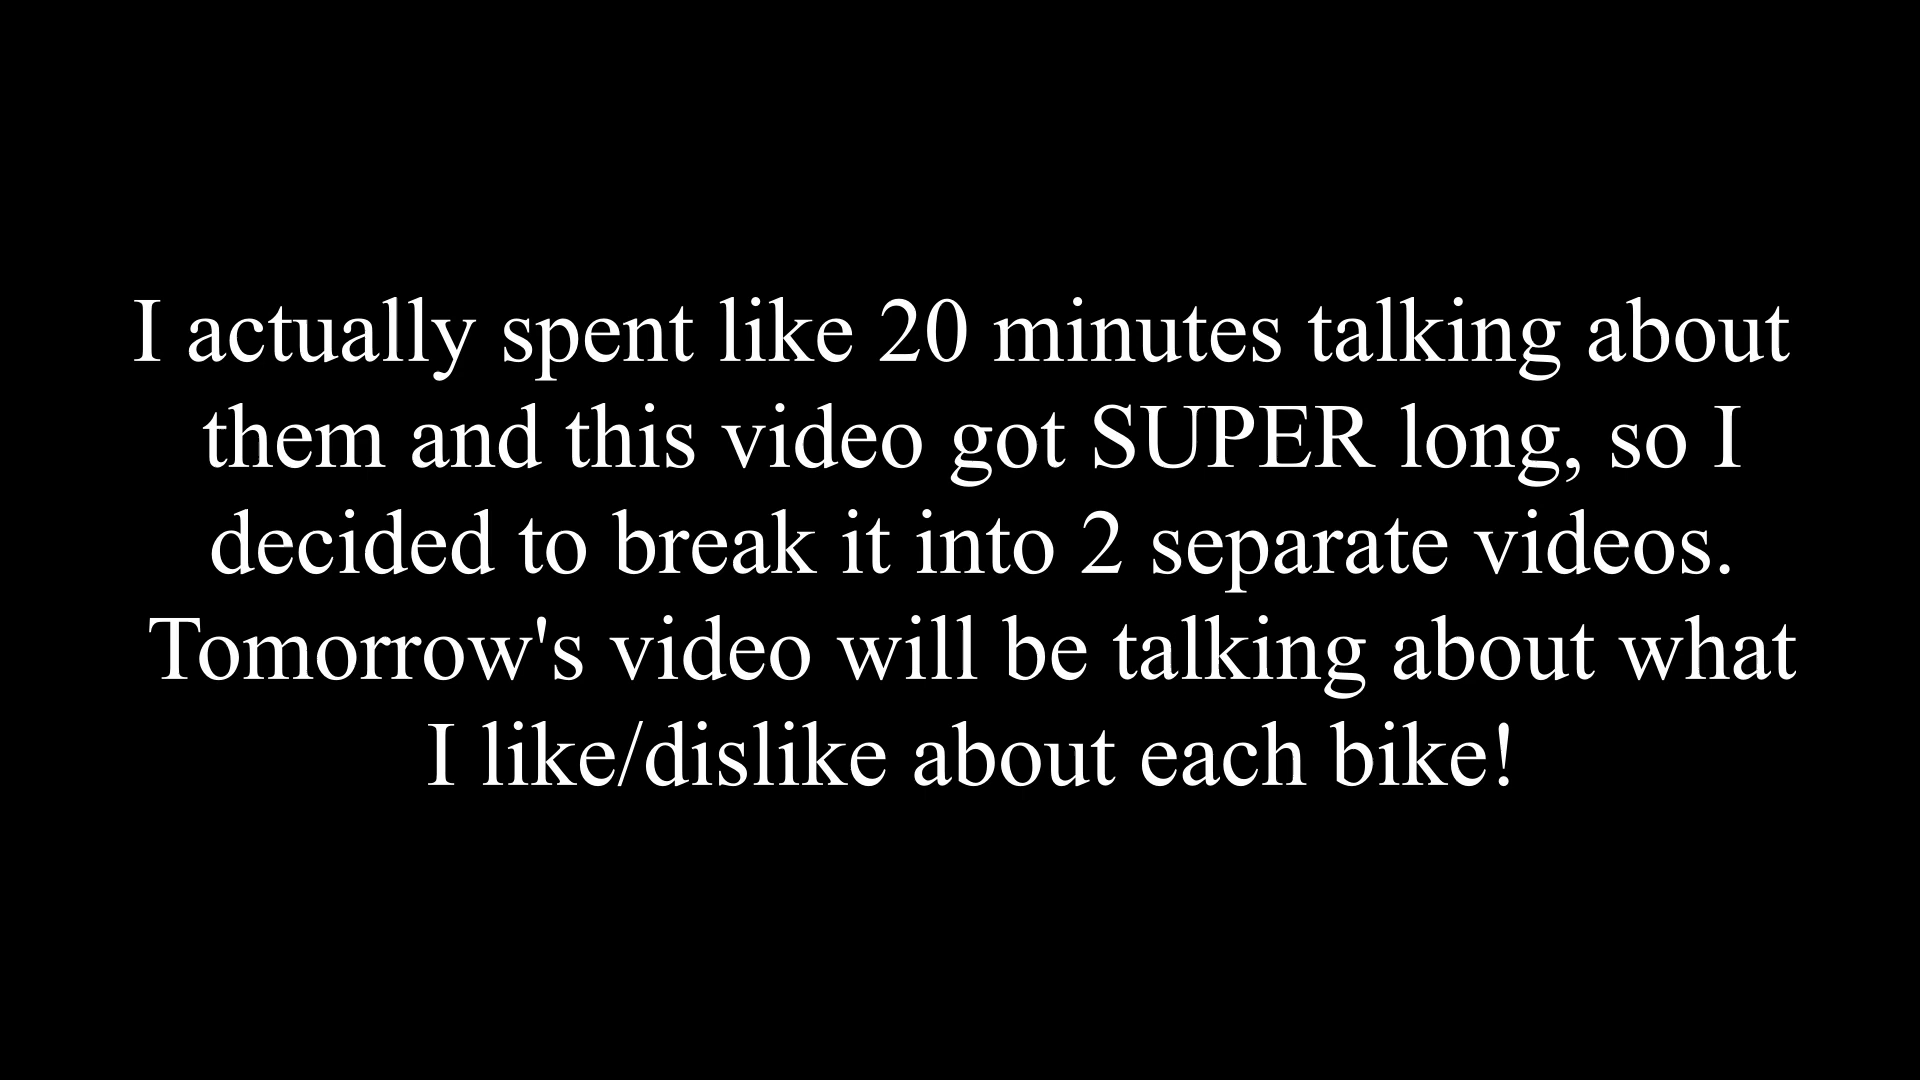 I actually spent like 20 minutes talking about
them and this video got SUPER long, so I
decided to break it into 2 separate videos.
Tomorrow's video will be talking about what
I like/dislike about each bike!